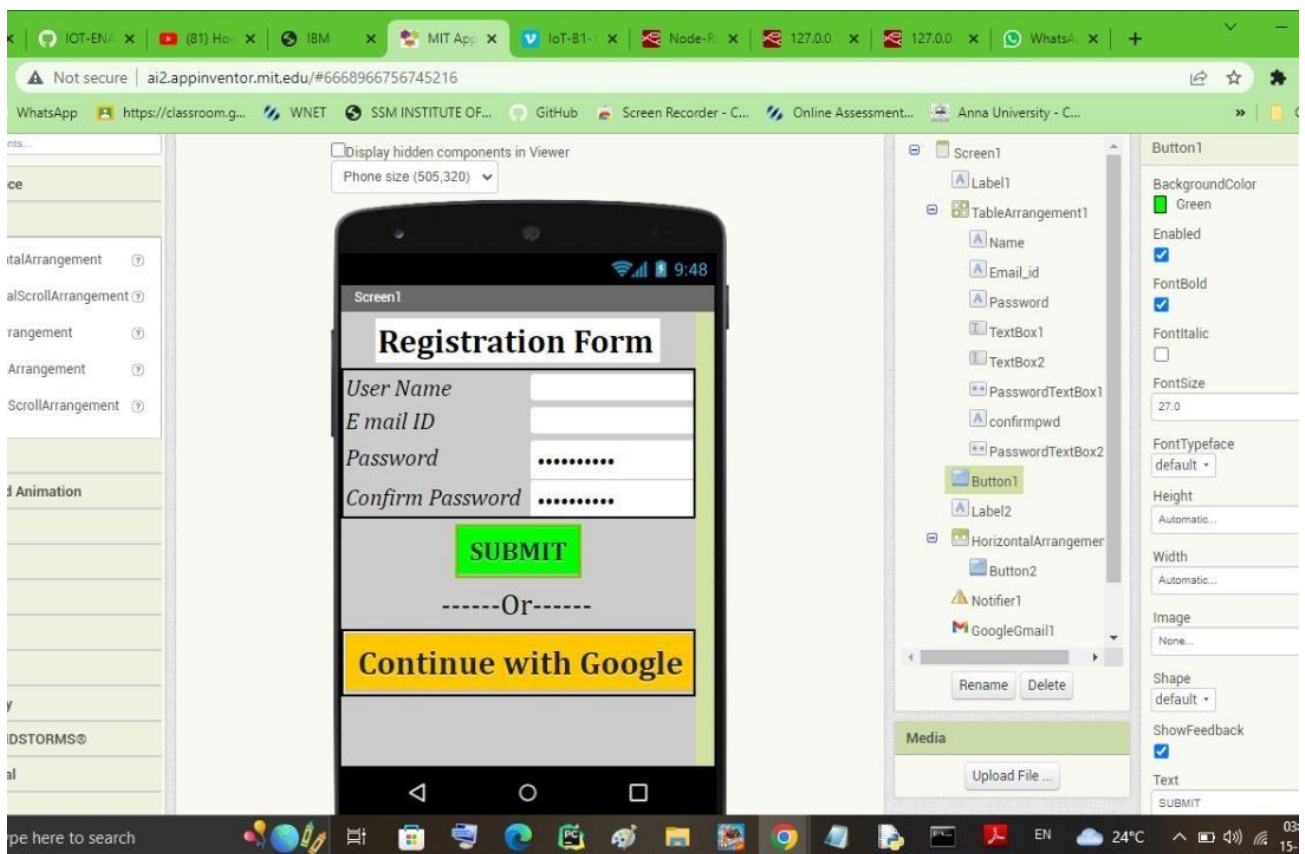 IOT-ENA
(81) Ho
IBM
MIT App
IoT-B1-
Node-R
127.0.0.
127.0.0.
WhatsA
Not secure | ai2.appinventor.mit.edu/#6668966756745216
WhatsApp https://classroom.g... WNET SSM INSTITUTE OF... GitHub Screen Recorder - C... Online Assessment... Anna University - C... »
nts...
ce
talArrangement
alScrollArrangement
rrangement
Arrangement
ScrollArrangement
d Animation
y
DSTORMS®
al
Display hidden components in Viewer
Phone size (505,320)
9:48
Screen1
Registration Form
User Name
E mail ID
Password ••••••••••
Confirm Password ••••••••••
SUBMIT
------Or------
Continue with Google
Screen1
Label1
TableArrangement1
Name
Email_id
Password
TextBox1
TextBox2
PasswordTextBox1
confirmpwd
PasswordTextBox2
Button1
Label2
HorizontalArrangemer
Button2
Notifier1
GoogleGmail1
Rename Delete
Media
Upload File ...
Button1
BackgroundColor
Green
Enabled
FontBold
FontItalic
FontSize
27.0
FontTypeface
default
Height
Automatic...
Width
Automatic...
Image
None...
Shape
default
ShowFeedback
Text
SUBMIT
ype here to search
EN
24°C
03:
15-